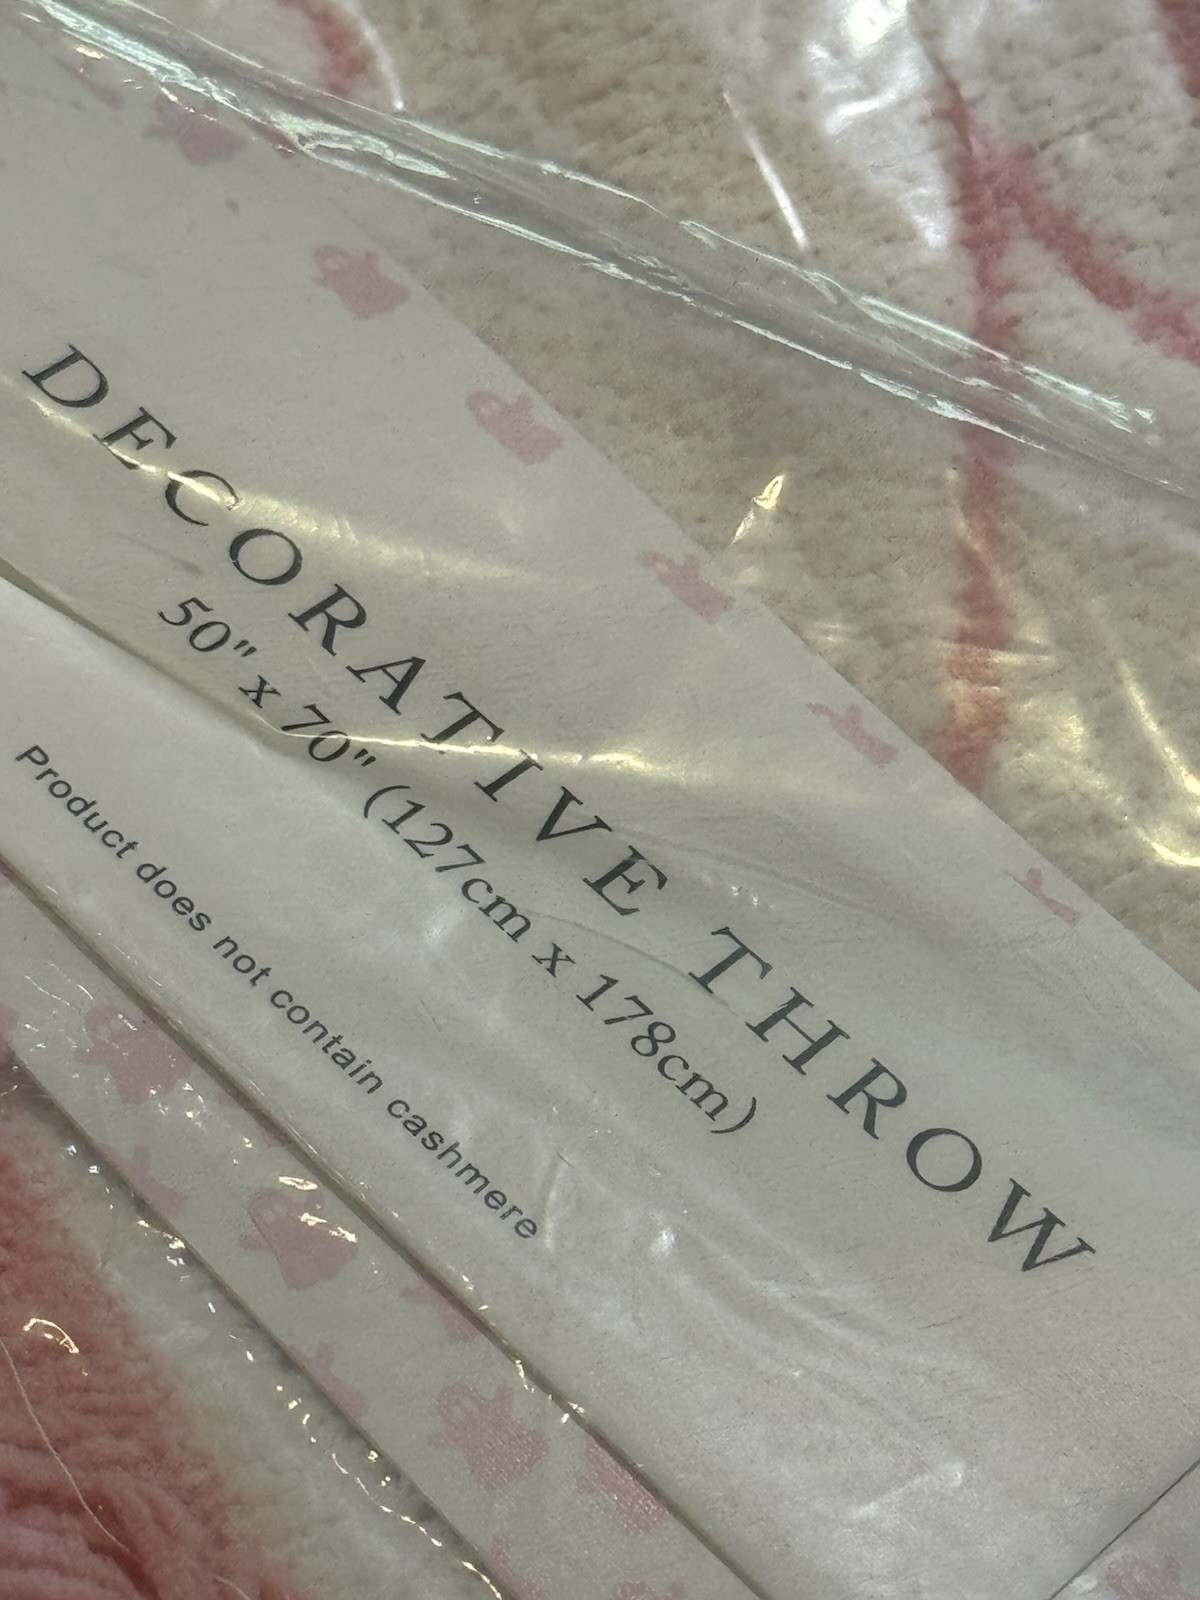 DECORATIVE THROW
50" x 70" (127cm x 178cm)
Product does not contain cashmere